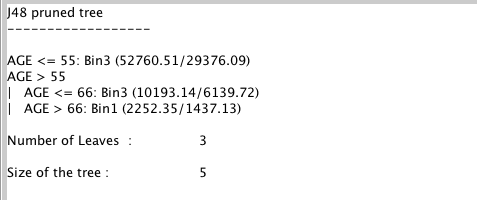 J48 pruned tree
------------------
AGE <= 55: Bin3 (52760.51/29376.09)
AGE > 55
|   AGE <= 66: Bin3 (10193.14/6139.72)
|   AGE > 66: Bin1 (2252.35/1437.13)
Number of Leaves  :   3
Size of the tree :   5